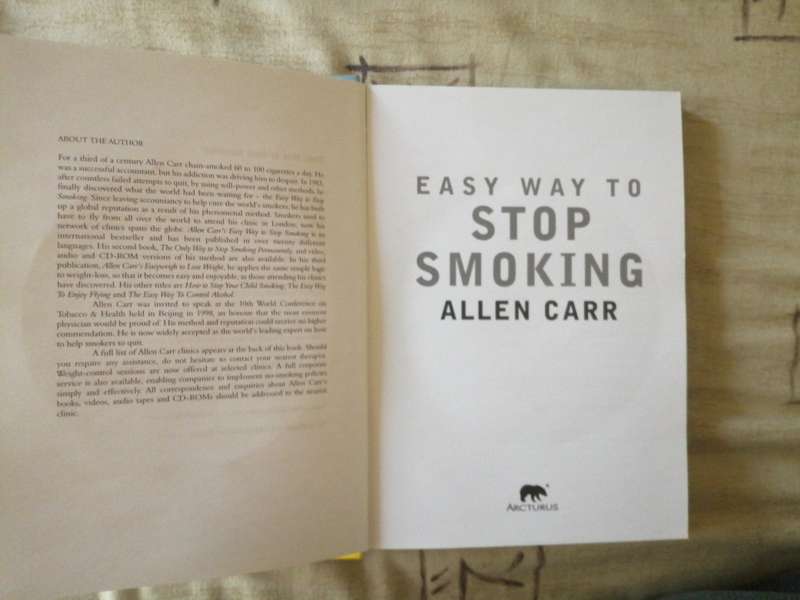 ABOUT THE AUTHOR
For a third of a century Allen Carr chain-smoked 60 to 100 cigarettes a day. He
was a successful accountant, but his addiction was driving him to despair. In 1983,
after countless failed attempts to quit, by using will-power and other methods, he
finally discovered what the world had been waiting for – the Easy Way to Stop
Smoking. Since leaving accountancy to help cure the world's smokers, he has built
up a global reputation as a result of his phenomenal method. Smokers used to
have to fly from all over the world to attend his clinic in London, now his
network of clinics spans the globe. Allen Carr's Easy Way to Stop Smoking is an
international bestseller and has been published in over twenty different
languages. His second book, The Only Way to Stop Smoking Permanently, and video,
audio and CD-ROM versions of his method are also available. In his third
publication, Allen Carr's Easyweigh to Lose Weight, he applies the same simple logic
to weight-loss, so that it becomes easy and enjoyable, as those attending his clinics
have discovered. His other titles are How to Stop Your Child Smoking, The Easy Way
To Enjoy Flying and The Easy Way To Control Alcohol.
Allen Carr was invited to speak at the 10th World Conference on
Tobacco & Health held in Beijing in 1998, an honour that the most eminent
physician would be proud of. His method and reputation could receive no higher
commendation. He is now widely accepted as the world's leading expert on how
to help smokers to quit.
A full list of Allen Carr clinics appears at the back of this book. Should
you require any assistance, do not hesitate to contact your nearest therapist.
Weight-control sessions are now offered at selected clinics. A full corporate
service is also available, enabling companies to implement no-smoking policies
simply and effectively. All correspondence and enquiries about Allen Carr's
books, videos, audio tapes and CD-ROMs should be addressed to the nearest
clinic.
EASY WAY TO
STOP
SMOKING
ALLEN CARR
ARCTURUS